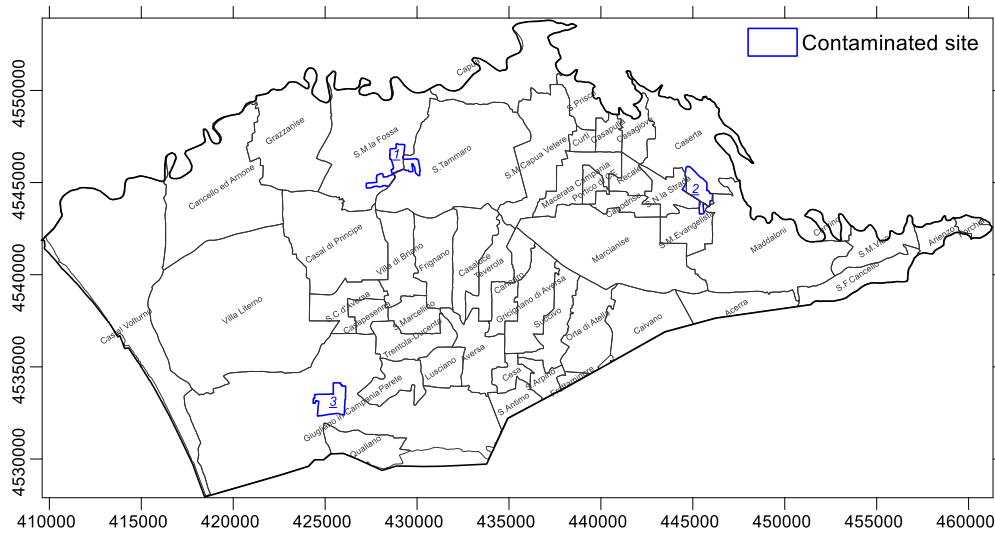 Contaminated site
4550000
4545000
4540000
4535000
4530000
Capua
S.Prisco
Grazzanise
S.M.la Fossa
Curti
Casapulla
Casagiove
Caserta
1
S.Tammaro
S.M.Capua Vetere
Cancello ed Arnone
Macerata Campania
Portico di CE
Recale
Capodrise
S.N.la Strada
2
S.M.Evangelista
Casal di Principe
Villa di Briano
Frignano
Casaluce
Teverola
Carinaro
Marcianise
Maddaloni
Cervino
S.M.Vico
Arienzo
S.F.Cancello
Casal Volturno
Villa Literno
S.C.d'Aversa
Casapesenna
S.Marcellino
Trentola-Ducenta
Gricignano di Aversa
Succivo
Orta di Atella
Caivano
Acerra
Lusciano
Aversa
Cesa
S.Arpino
Frattaminore
S.Antimo
Parete
3
Giugliano in Campania
Qualiano
410000 415000 420000 425000 430000 435000 440000 445000 450000 455000 460000